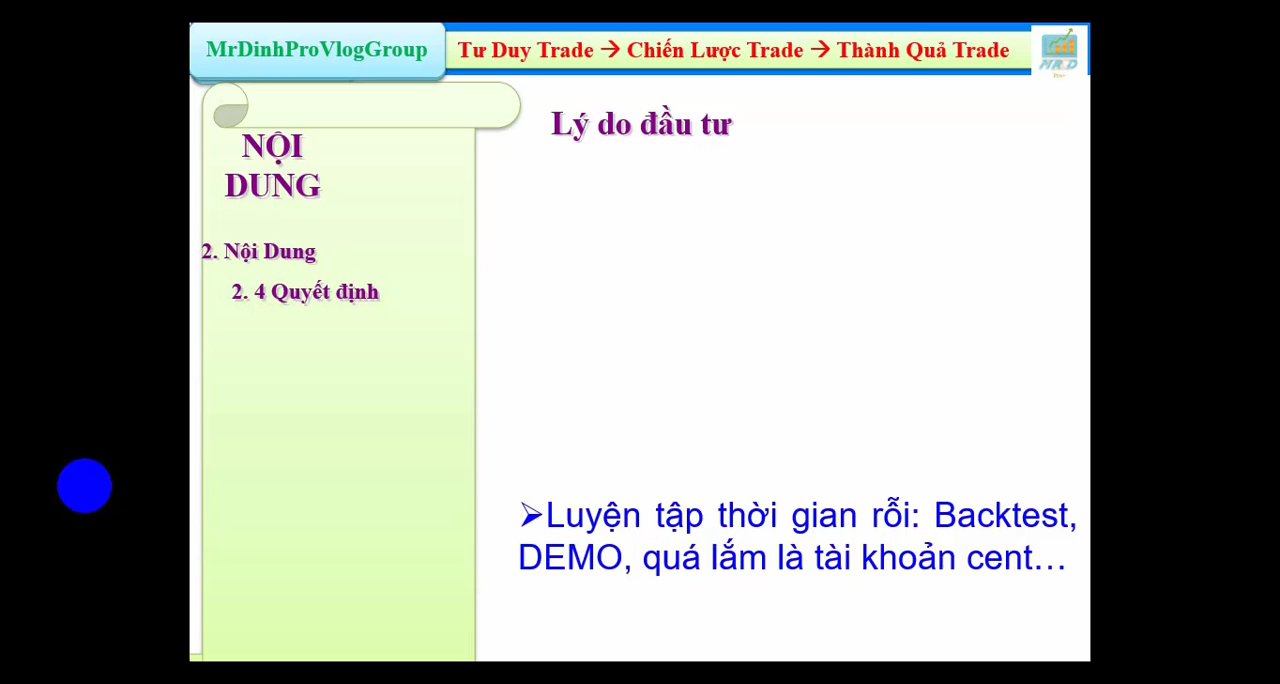 MrDinhProVlogGroup
Tư Duy Trade → Chiến Lược Trade → Thành Quả Trade
MR.D
Lý do đầu tư
NỘI
DUNG
2. Nội Dung
2. 4 Quyết định
➢Luyện tập thời gian rỗi: Backtest,
DEMO, quá lắm là tài khoản cent…